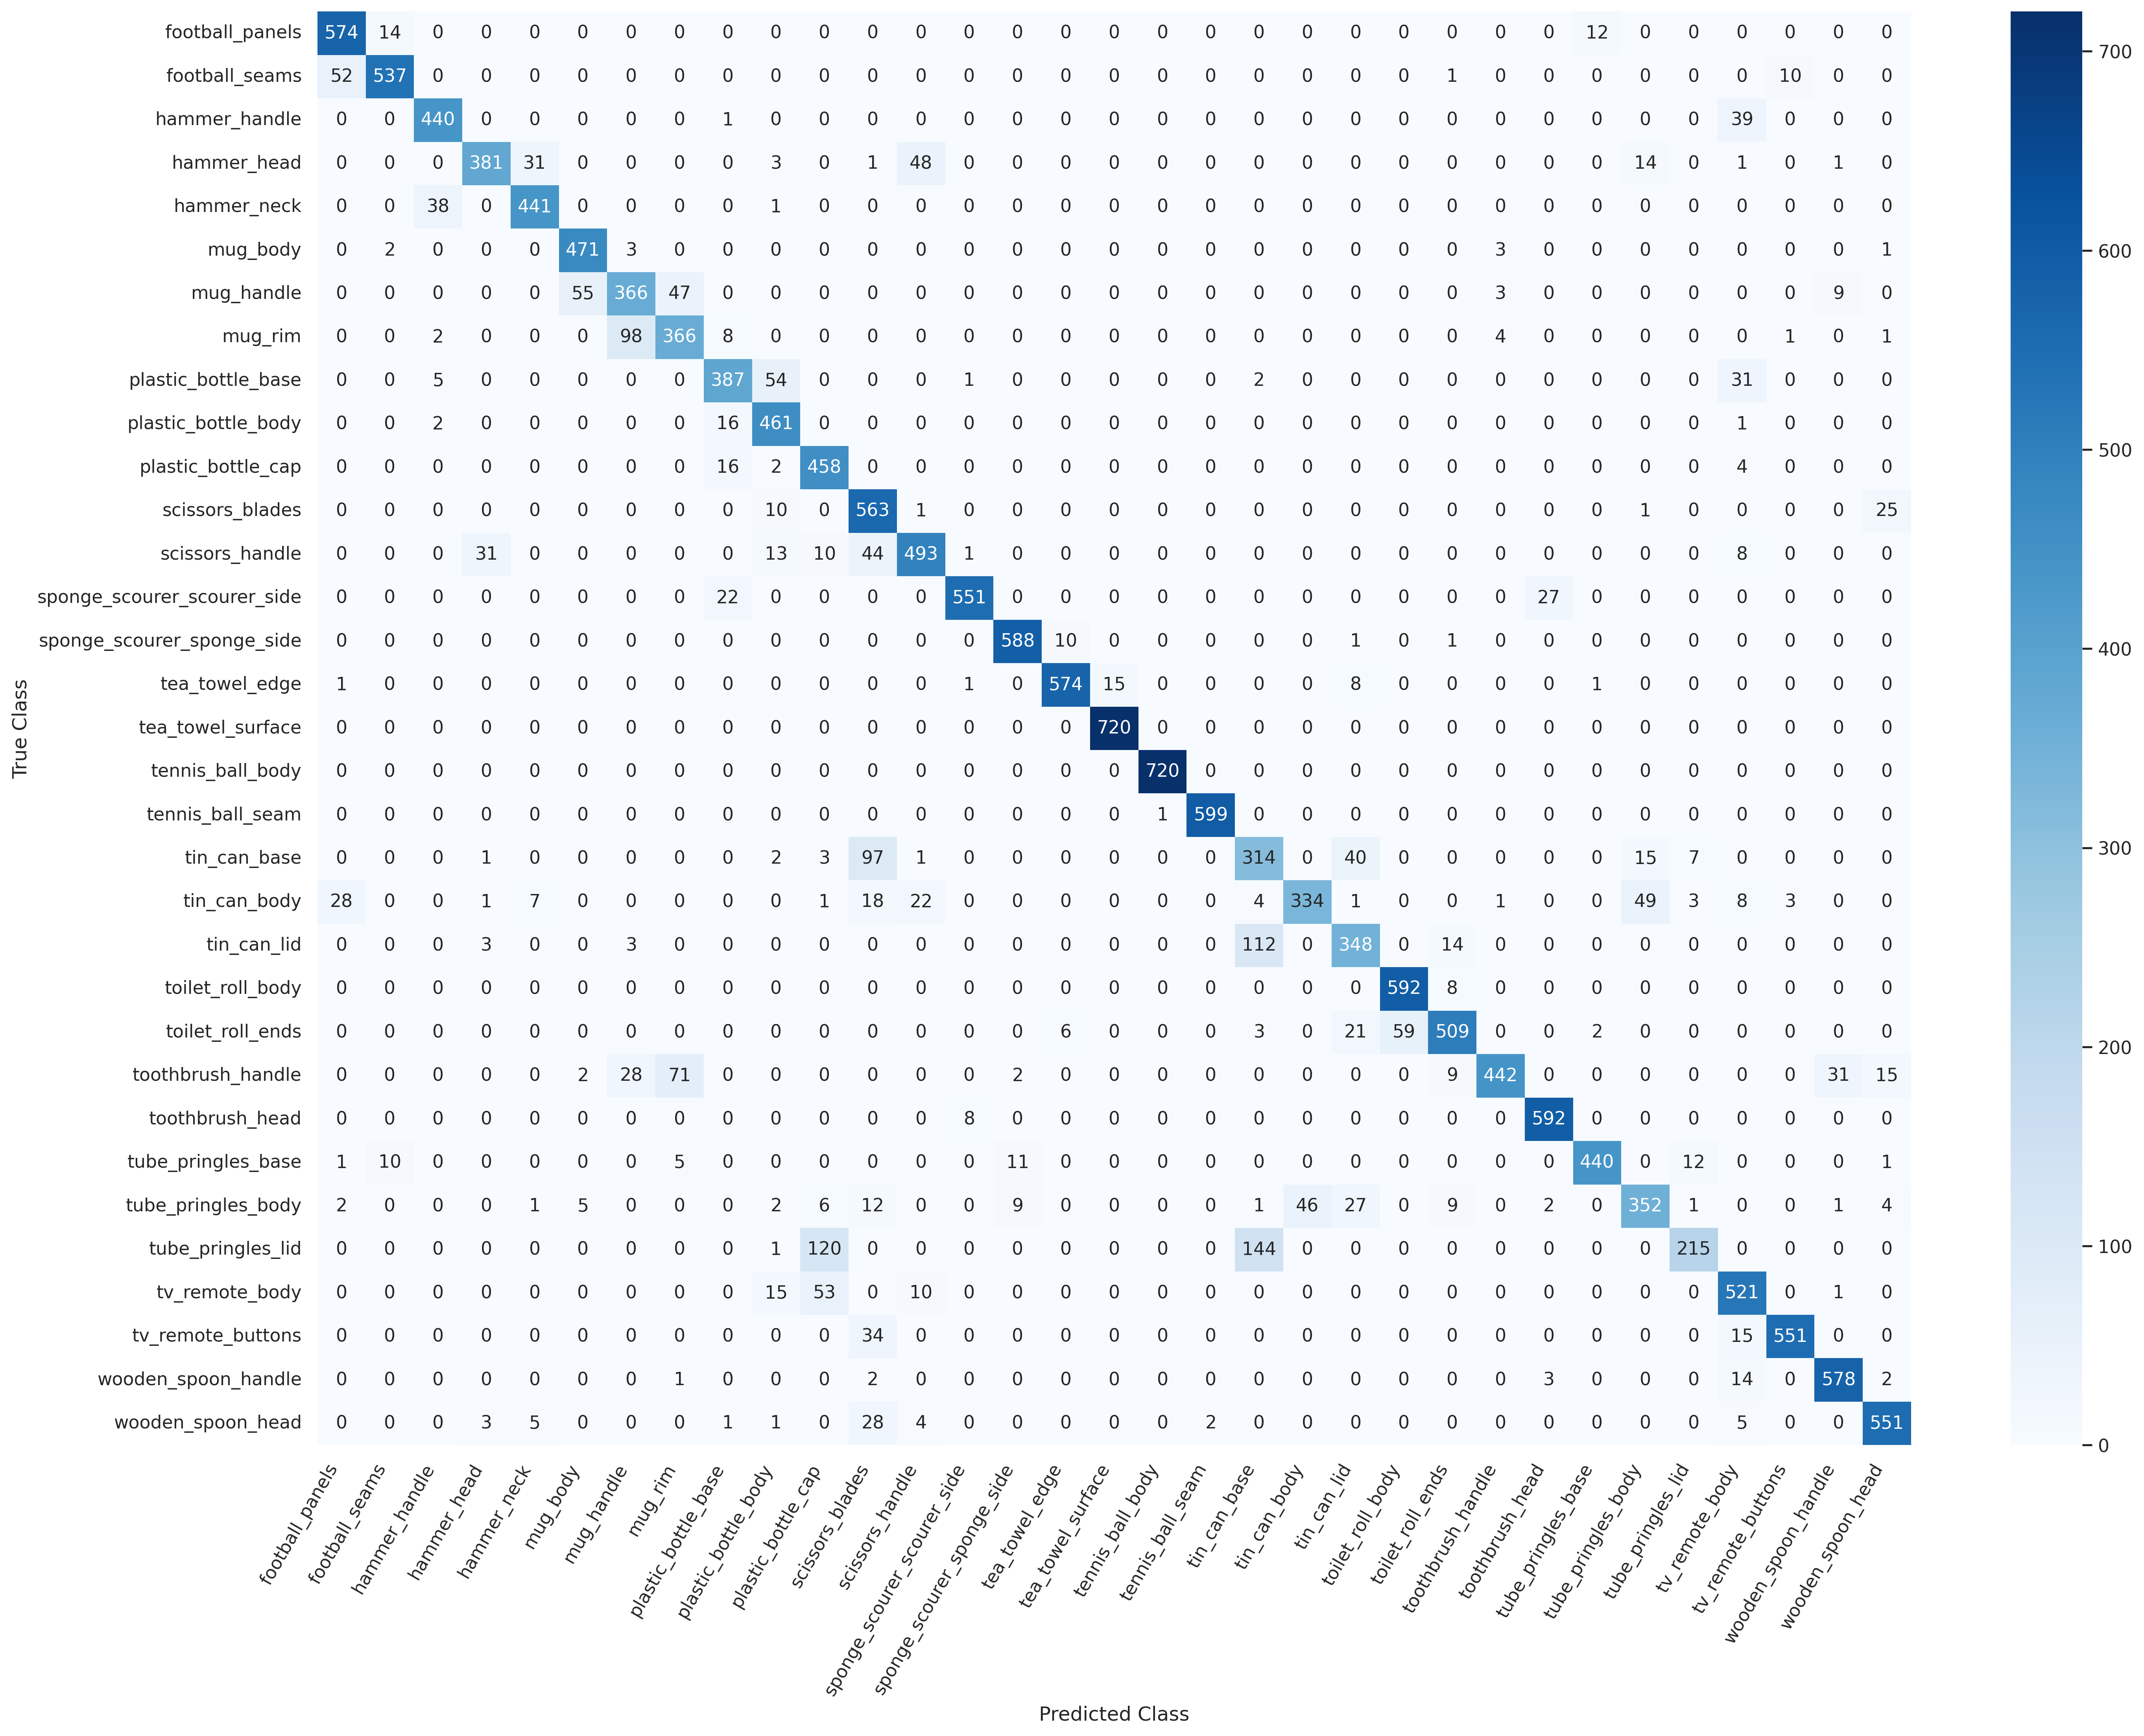 football_panels 574 14 0 0 0 0 0 0 0 0 0 0 0 0 0 0 0 0 0 0 0 0 0 0 0 0 12 0 0 0 0 0 0
football_seams 52 537 0 0 0 0 0 0 0 0 0 0 0 0 0 0 0 0 0 0 0 0 0 1 0 0 0 0 0 0 10 0 0
hammer_handle 0 0 440 0 0 0 0 0 1 0 0 0 0 0 0 0 0 0 0 0 0 0 0 0 0 0 0 0 0 39 0 0 0
hammer_head 0 0 0 381 31 0 0 0 0 3 0 1 48 0 0 0 0 0 0 0 0 0 0 0 0 0 0 14 0 1 0 1 0
hammer_neck 0 0 38 0 441 0 0 0 0 1 0 0 0 0 0 0 0 0 0 0 0 0 0 0 0 0 0 0 0 0 0 0 0
mug_body 0 2 0 0 0 471 3 0 0 0 0 0 0 0 0 0 0 0 0 0 0 0 0 0 3 0 0 0 0 0 0 0 1
mug_handle 0 0 0 0 0 55 366 47 0 0 0 0 0 0 0 0 0 0 0 0 0 0 0 0 3 0 0 0 0 0 0 9 0
mug_rim 0 0 2 0 0 0 98 366 8 0 0 0 0 0 0 0 0 0 0 0 0 0 0 0 4 0 0 0 0 0 1 0 1
plastic_bottle_base 0 0 5 0 0 0 0 0 387 54 0 0 0 1 0 0 0 0 0 2 0 0 0 0 0 0 0 0 0 31 0 0 0
plastic_bottle_body 0 0 2 0 0 0 0 0 16 461 0 0 0 0 0 0 0 0 0 0 0 0 0 0 0 0 0 0 0 1 0 0 0
plastic_bottle_cap 0 0 0 0 0 0 0 0 16 2 458 0 0 0 0 0 0 0 0 0 0 0 0 0 0 0 0 0 0 4 0 0 0
scissors_blades 0 0 0 0 0 0 0 0 0 10 0 563 1 0 0 0 0 0 0 0 0 0 0 0 0 0 0 1 0 0 0 0 25
scissors_handle 0 0 0 31 0 0 0 0 0 13 10 44 493 1 0 0 0 0 0 0 0 0 0 0 0 0 0 0 0 8 0 0 0
sponge_scourer_scourer_side 0 0 0 0 0 0 0 0 22 0 0 0 0 551 0 0 0 0 0 0 0 0 0 0 0 27 0 0 0 0 0 0 0
sponge_scourer_sponge_side 0 0 0 0 0 0 0 0 0 0 0 0 0 0 588 10 0 0 0 0 0 1 0 1 0 0 0 0 0 0 0 0 0
tea_towel_edge 1 0 0 0 0 0 0 0 0 0 0 0 0 1 0 574 15 0 0 0 0 8 0 0 0 0 1 0 0 0 0 0 0
tea_towel_surface 0 0 0 0 0 0 0 0 0 0 0 0 0 0 0 0 720 0 0 0 0 0 0 0 0 0 0 0 0 0 0 0 0
tennis_ball_body 0 0 0 0 0 0 0 0 0 0 0 0 0 0 0 0 0 720 0 0 0 0 0 0 0 0 0 0 0 0 0 0 0
tennis_ball_seam 0 0 0 0 0 0 0 0 0 0 0 0 0 0 0 0 0 1 599 0 0 0 0 0 0 0 0 0 0 0 0 0 0
tin_can_base 0 0 0 1 0 0 0 0 0 2 3 97 1 0 0 0 0 0 0 314 0 40 0 0 0 0 0 15 7 0 0 0 0
tin_can_body 28 0 0 1 7 0 0 0 0 0 1 18 22 0 0 0 0 0 0 4 334 1 0 0 1 0 0 49 3 8 3 0 0
tin_can_lid 0 0 0 3 0 0 3 0 0 0 0 0 0 0 0 0 0 0 0 112 0 348 0 14 0 0 0 0 0 0 0 0 0
toilet_roll_body 0 0 0 0 0 0 0 0 0 0 0 0 0 0 0 0 0 0 0 0 0 0 592 8 0 0 0 0 0 0 0 0 0
toilet_roll_ends 0 0 0 0 0 0 0 0 0 0 0 0 0 0 0 6 0 0 0 3 0 21 59 509 0 0 2 0 0 0 0 0 0
toothbrush_handle 0 0 0 0 0 2 28 71 0 0 0 0 0 0 2 0 0 0 0 0 0 0 0 9 442 0 0 0 0 0 0 31 15
toothbrush_head 0 0 0 0 0 0 0 0 0 0 0 0 0 8 0 0 0 0 0 0 0 0 0 0 0 592 0 0 0 0 0 0 0
tube_pringles_base 1 10 0 0 0 0 0 5 0 0 0 0 0 0 11 0 0 0 0 0 0 0 0 0 0 0 440 0 12 0 0 0 1
tube_pringles_body 2 0 0 0 1 5 0 0 0 2 6 12 0 0 9 0 0 0 0 1 46 27 0 9 0 2 0 352 1 0 0 1 4
tube_pringles_lid 0 0 0 0 0 0 0 0 0 1 120 0 0 0 0 0 0 0 0 144 0 0 0 0 0 0 0 0 215 0 0 0 0
tv_remote_body 0 0 0 0 0 0 0 0 0 15 53 0 10 0 0 0 0 0 0 0 0 0 0 0 0 0 0 0 0 521 0 1 0
tv_remote_buttons 0 0 0 0 0 0 0 0 0 0 0 34 0 0 0 0 0 0 0 0 0 0 0 0 0 0 0 0 0 15 551 0 0
wooden_spoon_handle 0 0 0 0 0 0 0 1 0 0 0 2 0 0 0 0 0 0 0 0 0 0 0 0 0 3 0 0 0 14 0 578 2
wooden_spoon_head 0 0 0 3 5 0 0 0 1 1 0 28 4 0 0 0 0 0 2 0 0 0 0 0 0 0 0 0 0 5 0 0 551
True Class
football_panels
football_seams
hammer_handle
hammer_head
hammer_neck
mug_body
mug_handle
mug_rim
plastic_bottle_base
plastic_bottle_body
plastic_bottle_cap
scissors_blades
scissors_handle
sponge_scourer_scourer_side
sponge_scourer_sponge_side
tea_towel_edge
tea_towel_surface
tennis_ball_body
tennis_ball_seam
tin_can_base
tin_can_body
tin_can_lid
toilet_roll_body
toilet_roll_ends
toothbrush_handle
toothbrush_head
tube_pringles_base
tube_pringles_body
tube_pringles_lid
tv_remote_body
tv_remote_buttons
wooden_spoon_handle
wooden_spoon_head
Predicted Class
700
600
500
400
300
200
100
0